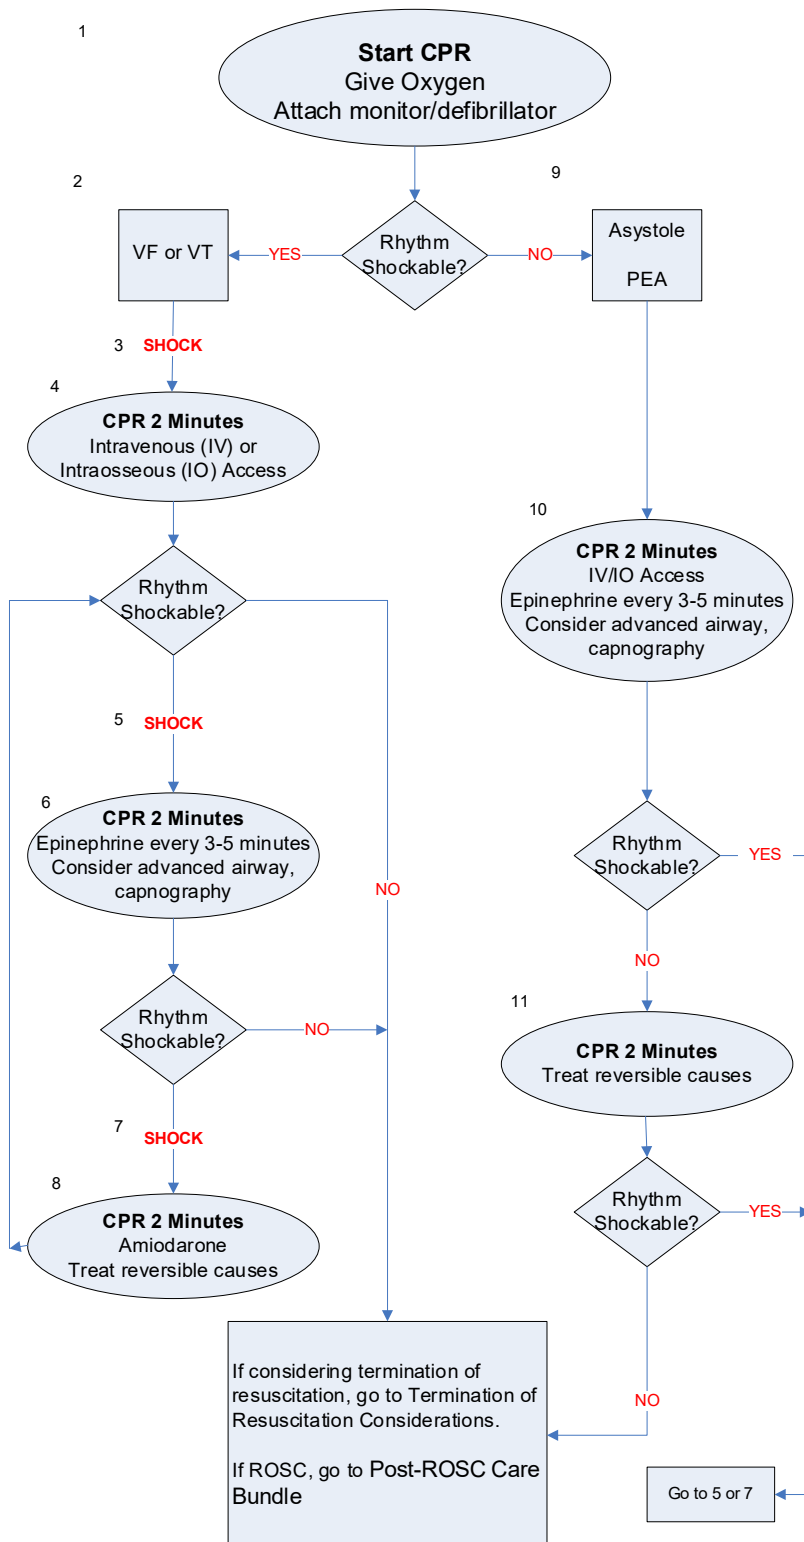 1
Start CPR
Give Oxygen
Attach monitor/defibrillator
2
9
VF or VT
YES
Rhythm
Shockable?
NO
Asystole
PEA
3
SHOCK
4
CPR 2 Minutes
Intravenous (IV) or
Intraosseous (IO) Access
10
CPR 2 Minutes
IV/IO Access
Epinephrine every 3-5 minutes
Consider advanced airway,
capnography
Rhythm
Shockable?
5
SHOCK
6
CPR 2 Minutes
Epinephrine every 3-5 minutes
Consider advanced airway,
capnography
NO
Rhythm
Shockable?
YES
NO
Rhythm
Shockable?
NO
11
CPR 2 Minutes
Treat reversible causes
7
SHOCK
8
CPR 2 Minutes
Amiodarone
Treat reversible causes
Rhythm
Shockable?
YES
NO
If considering termination of
resuscitation, go to Termination of
Resuscitation Considerations.
If ROSC, go to Post-ROSC Care
Bundle
Go to 5 or 7